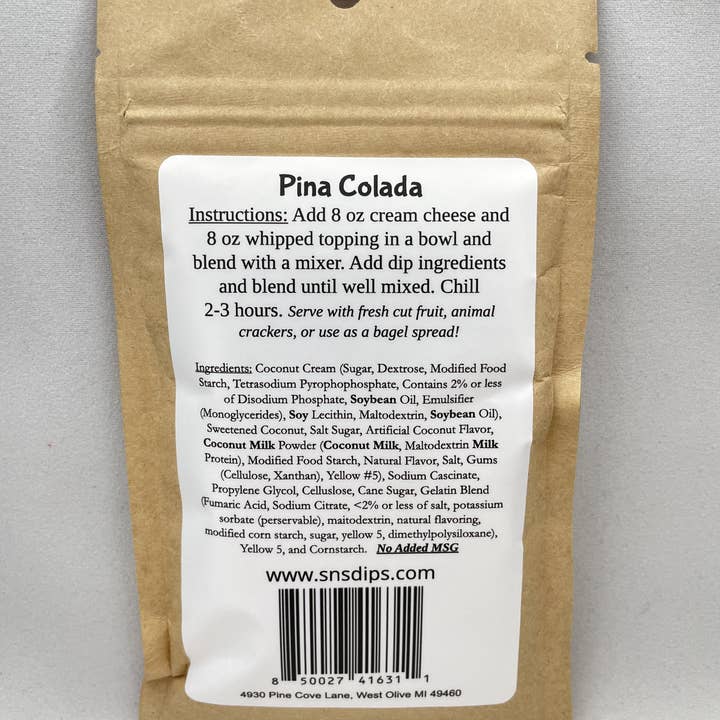 Pina Colada
Instructions: Add 8 oz cream cheese and
8 oz whipped topping in a bowl and
blend with a mixer. Add dip ingredients
and blend until well mixed. Chill
2-3 hours. Serve with fresh cut fruit, animal
crackers, or use as a bagel spread!
Ingredients: Coconut Cream (Sugar, Dextrose, Modified Food
Starch, Tetrasodium Pyrophophosphate, Contains 2% or less
of Disodium Phosphate, Soybean Oil, Emulsifier
(Monoglycerides), Soy Lecithin, Maltodextrin, Soybean Oil),
Sweetened Coconut, Salt Sugar, Artificial Coconut Flavor,
Coconut Milk Powder (Coconut Milk, Maltodextrin Milk
Protein), Modified Food Starch, Natural Flavor, Salt, Gums
(Cellulose, Xanthan), Yellow #5), Sodium Cascinate,
Propylene Glycol, Celluslose, Cane Sugar, Gelatin Blend
(Fumaric Acid, Sodium Citrate, <2% or less of salt, potassium
sorbate (perservable), maitodextrin, natural flavoring,
modified corn starch, sugar, yellow 5, dimethylpolysiloxane),
Yellow 5, and Cornstarch. No Added MSG
www.snsdips.com
8 50027 41631 1
4930 Pine Cove Lane, West Olive MI 49460